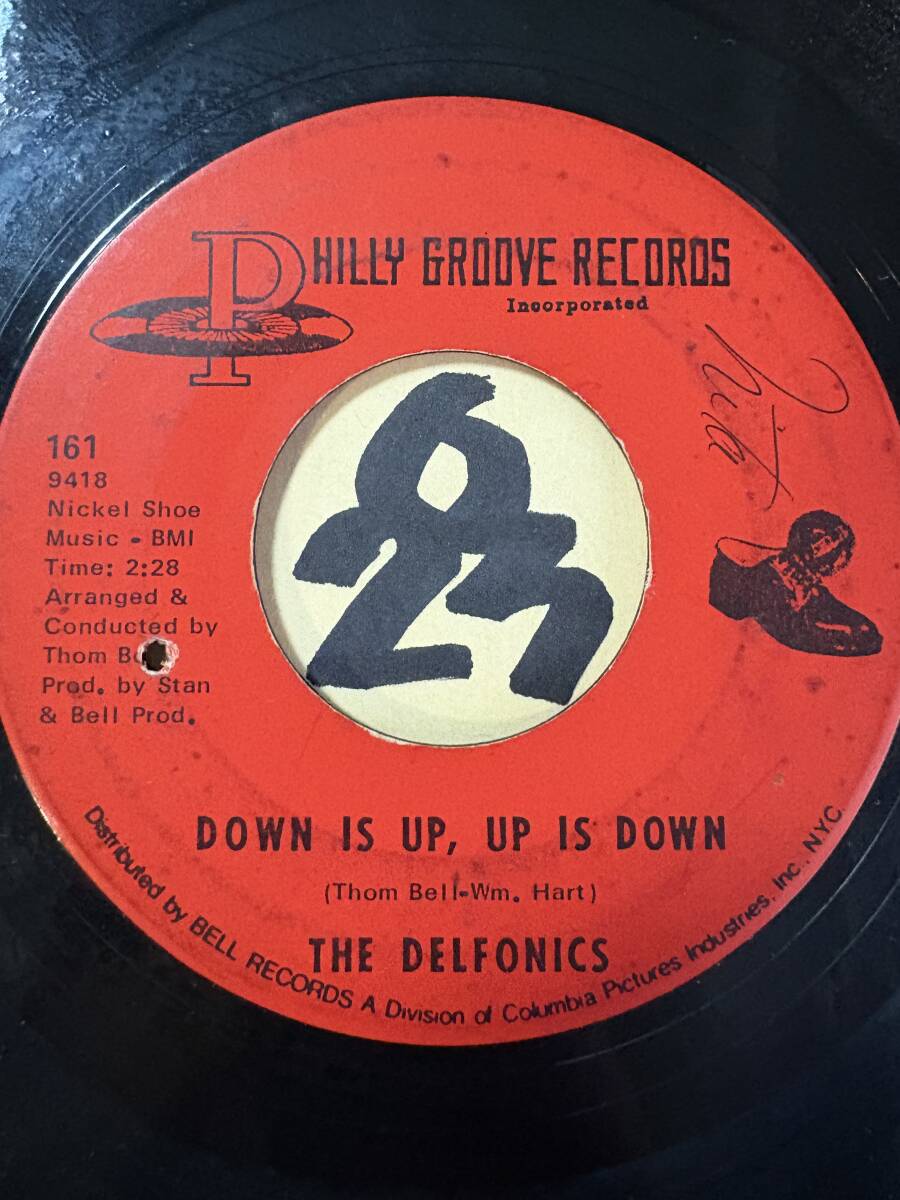 PHILLY GROOVE RECORDS
Incorporated
161
9418
Nickel Shoe
Music - BMI
Time: 2:28
Arranged &
Conducted by
Thom
Prod. by Stan
& Bell Prod.
DOWN IS UP, UP IS DOWN
(Thom Bell-Wm. Hart)
THE DELFONICS
Distributed by BELL RECORDS A Division of Columbia Pictures Industries, Inc., N.Y.C.